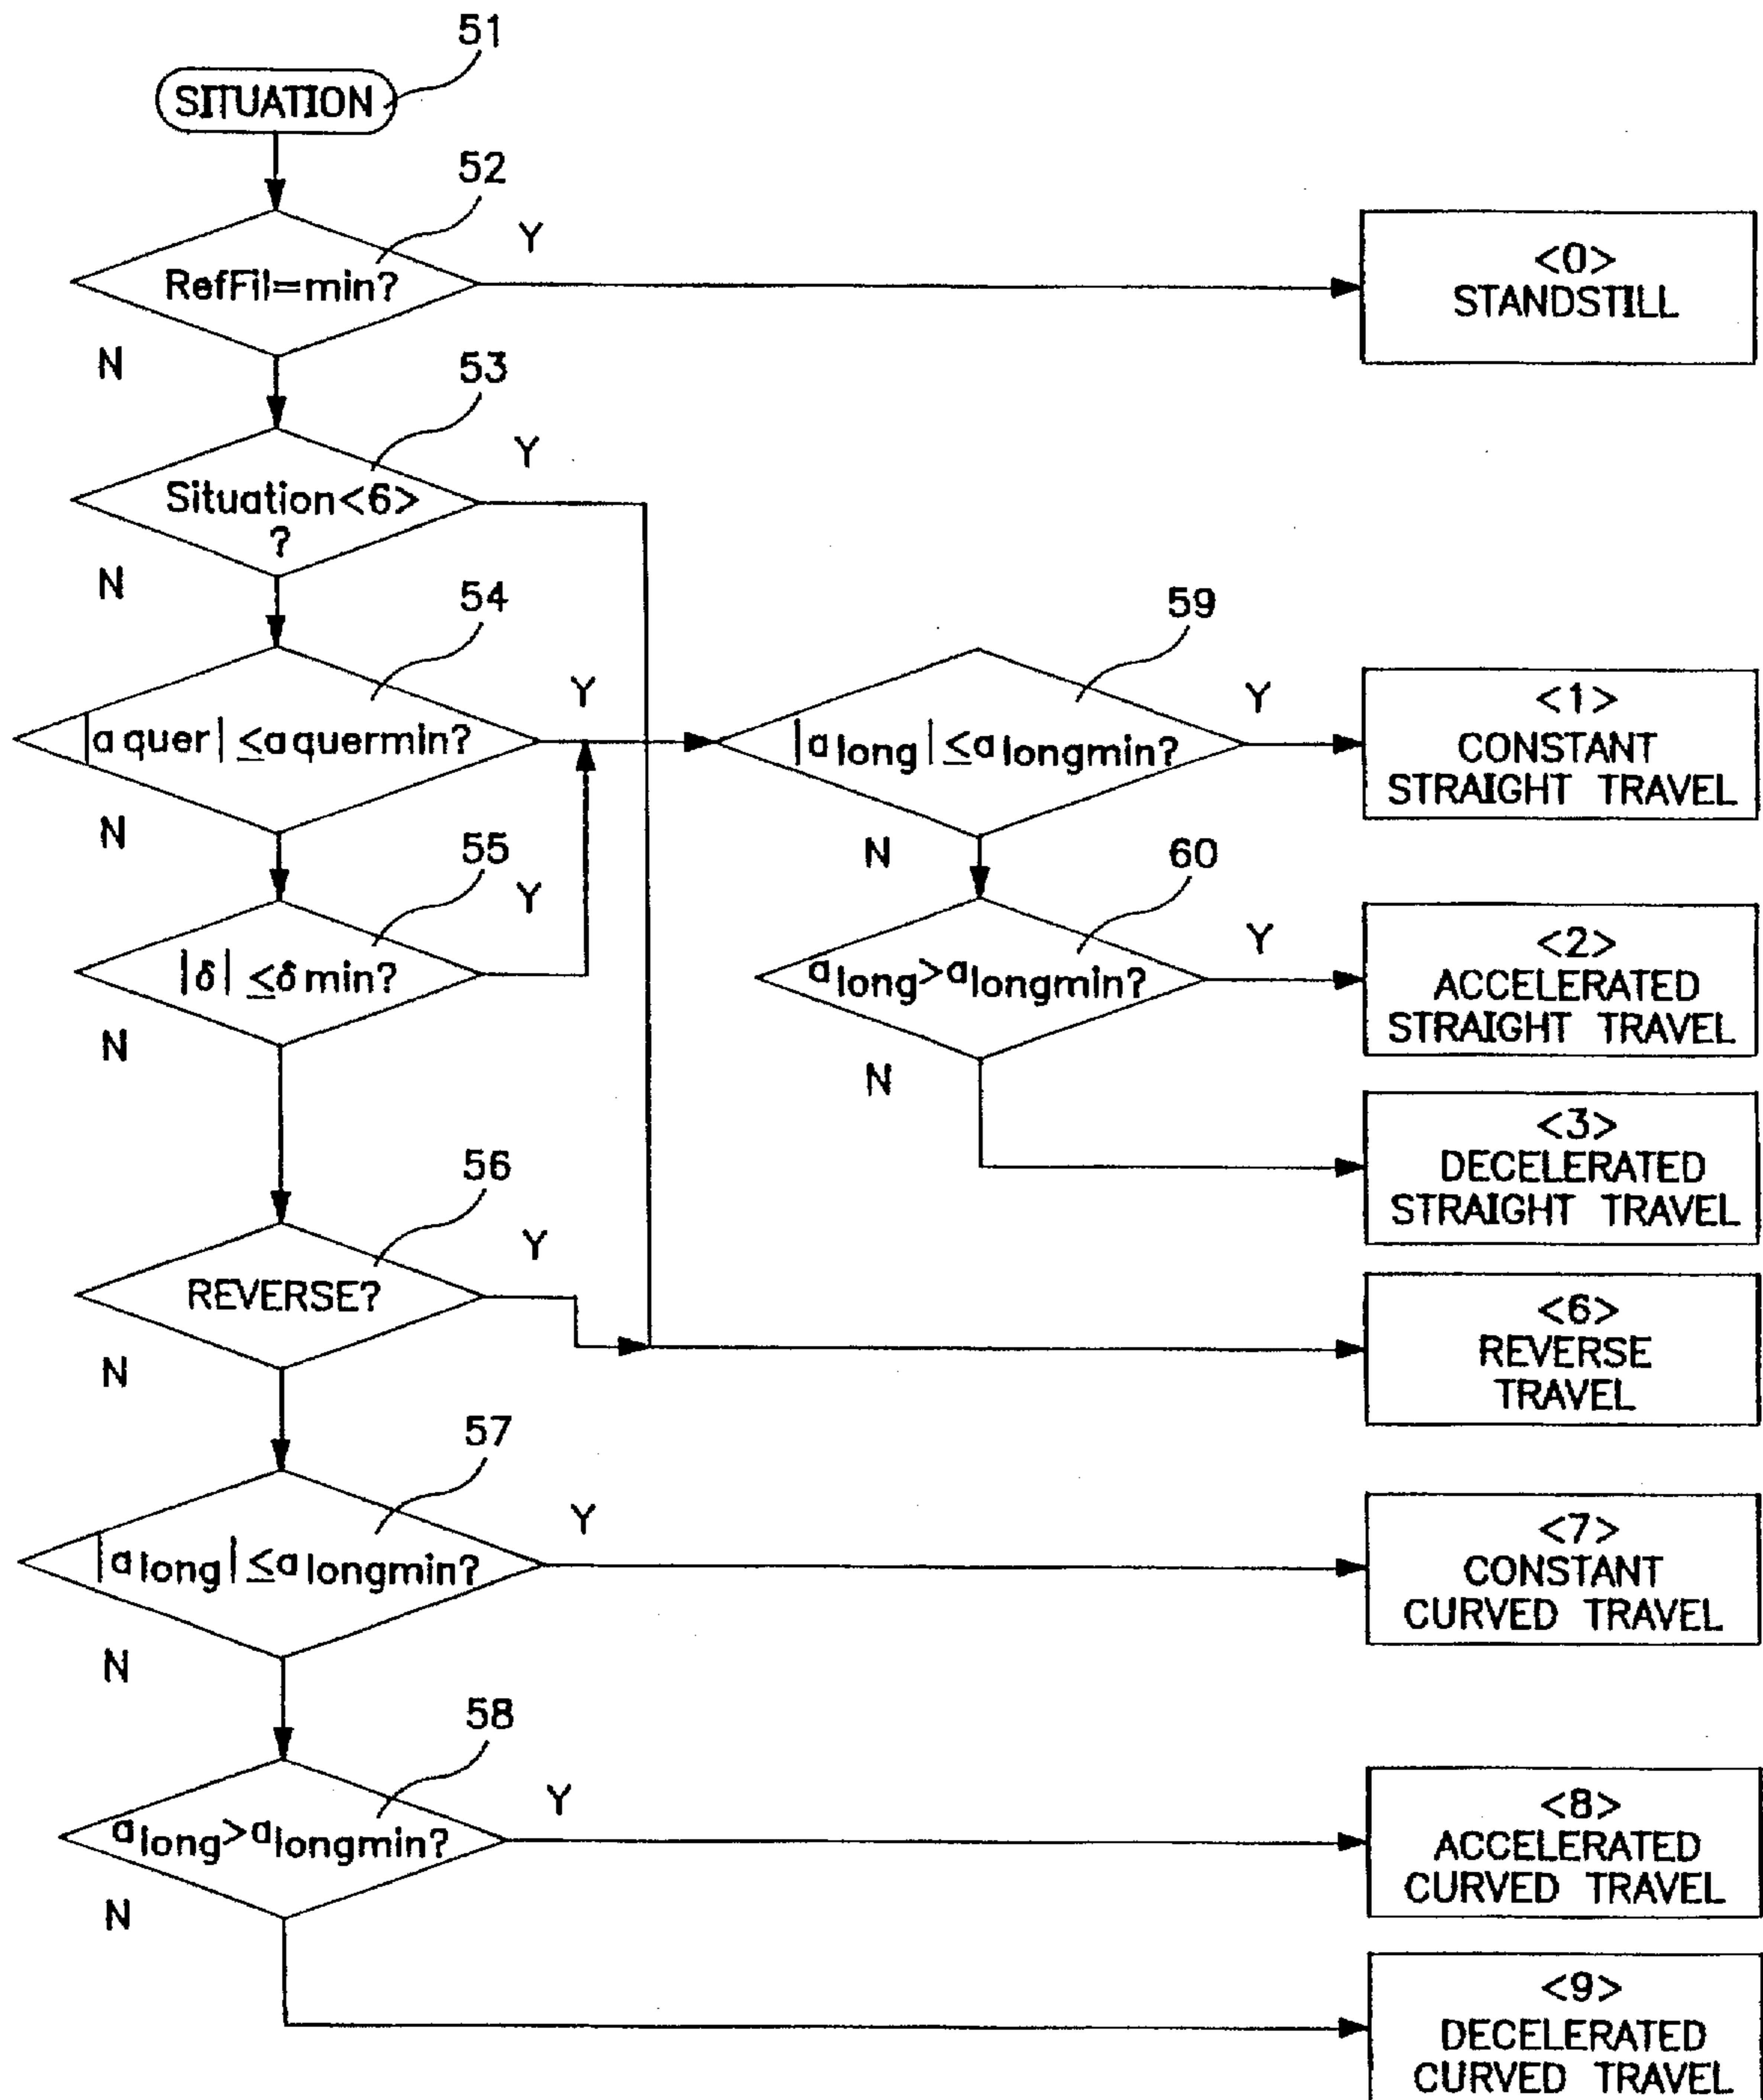 51
SITUATION
52
RefFil=min?
Y
N
<0>
STANDSTILL
53
Situation<6>
?
Y
N
54
|a quer| ≤a quermin?
Y
N
59
|a long| ≤a longmin?
Y
N
<1>
CONSTANT
STRAIGHT TRAVEL
55
|δ| ≤δ min?
Y
N
60
a long>a longmin?
Y
N
<2>
ACCELERATED
STRAIGHT TRAVEL
<3>
DECELERATED
STRAIGHT TRAVEL
56
REVERSE?
Y
N
<6>
REVERSE
TRAVEL
57
|a long| ≤a longmin?
Y
N
<7>
CONSTANT
CURVED TRAVEL
58
a long>a longmin?
Y
N
<8>
ACCELERATED
CURVED TRAVEL
<9>
DECELERATED
CURVED TRAVEL